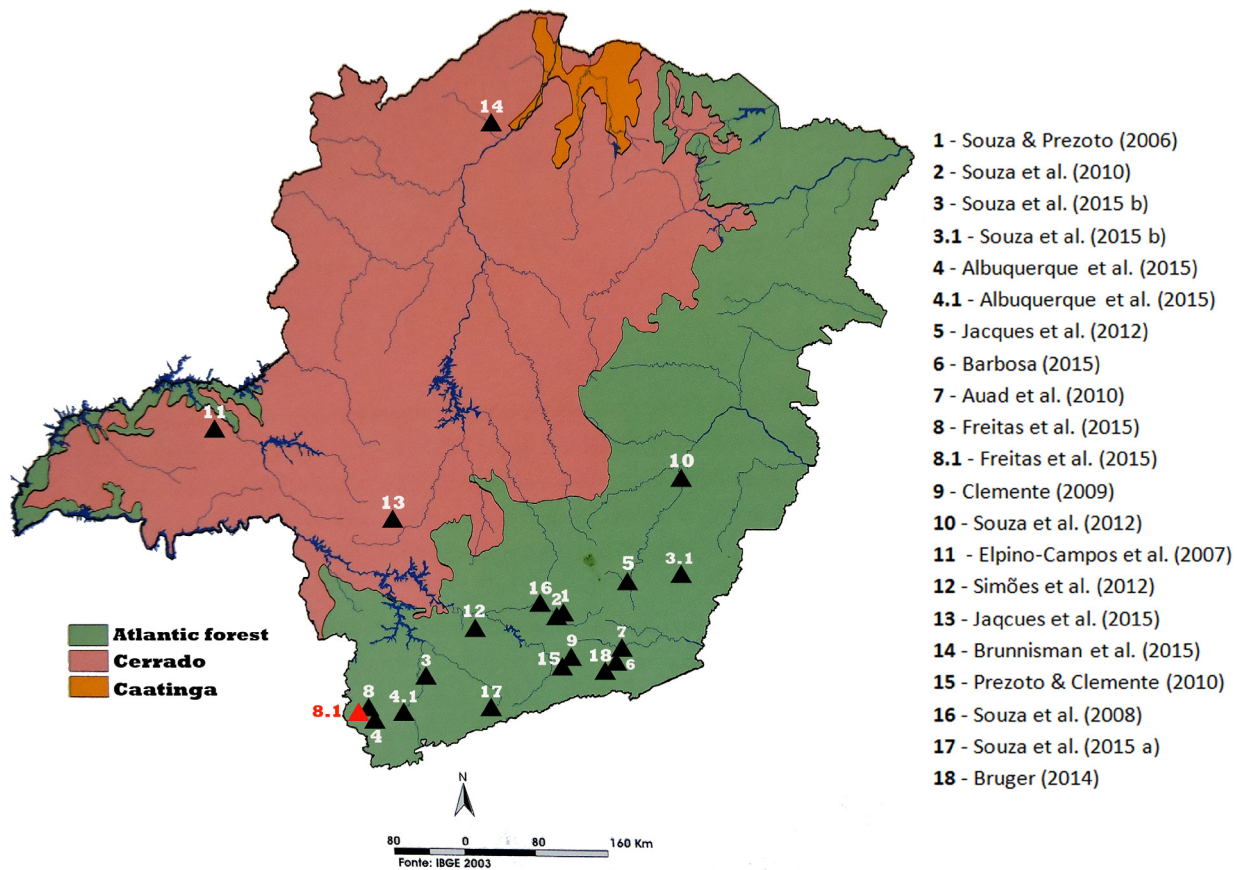 14
11
10
13
3.1
5
16
2
1
12
9
7
15
18
6
3
8
4.1
17
8.1
4
Atlantic forest
Cerrado
Caatinga
N
80 0 80 160 Km
Fonte: IBGE 2003
1 - Souza & Prezoto (2006)
2 - Souza et al. (2010)
3 - Souza et al. (2015 b)
3.1 - Souza et al. (2015 b)
4 - Albuquerque et al. (2015)
4.1 - Albuquerque et al. (2015)
5 - Jacques et al. (2012)
6 - Barbosa (2015)
7 - Auad et al. (2010)
8 - Freitas et al. (2015)
8.1 - Freitas et al. (2015)
9 - Clemente (2009)
10 - Souza et al. (2012)
11 - Elpino-Campos et al. (2007)
12 - Simões et al. (2012)
13 - Jaqcues et al. (2015)
14 - Brunnisman et al. (2015)
15 - Prezoto & Clemente (2010)
16 - Souza et al. (2008)
17 - Souza et al. (2015 a)
18 - Bruger (2014)